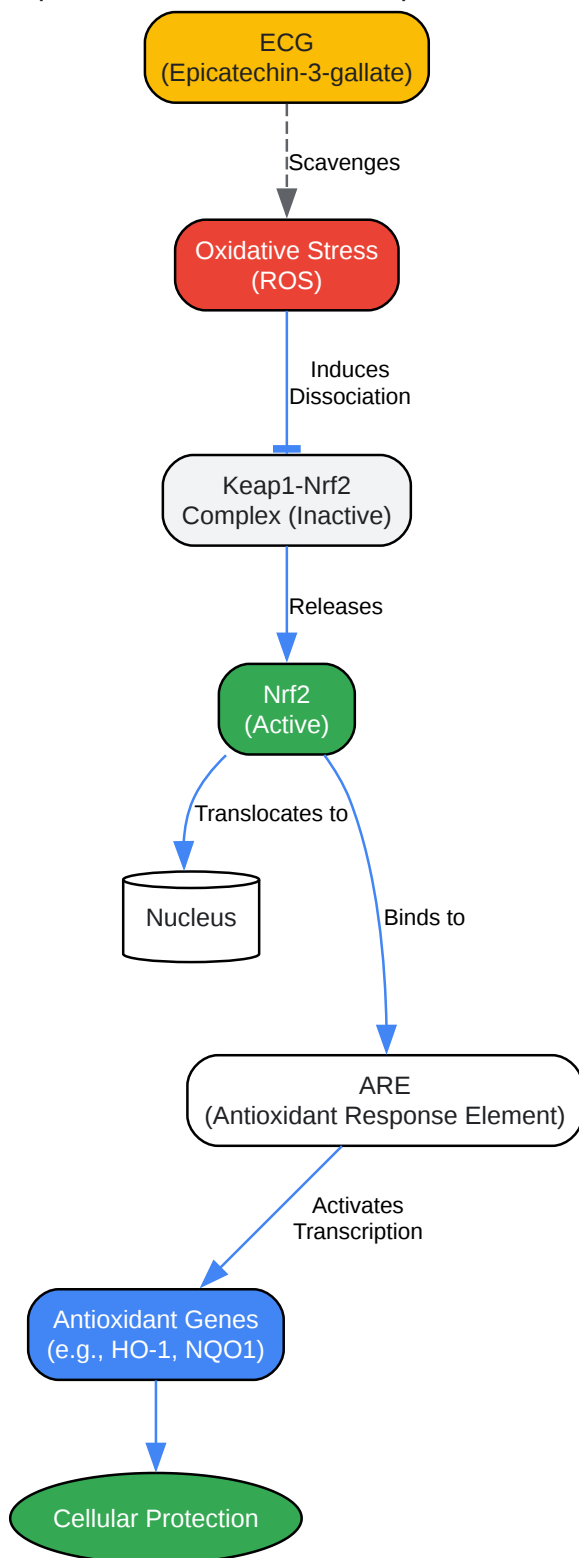 ECG
(Epicatechin-3-gallate)
Scavenges
Oxidative Stress
(ROS)
Induces
Dissociation
Keap1-Nrf2
Complex (Inactive)
Releases
Nrf2
(Active)
Translocates to
Nucleus
Binds to
ARE
(Antioxidant Response Element)
Activates
Transcription
Antioxidant Genes
(e.g., HO-1, NQO1)
Cellular Protection